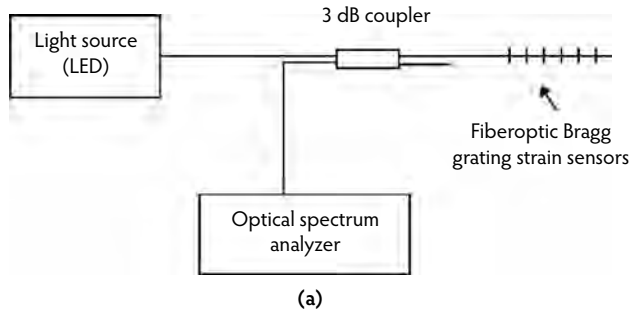 3 dB coupler
Light source
(LED)
Fiberoptic Bragg
grating strain sensors
Optical spectrum
analyzer
(a)